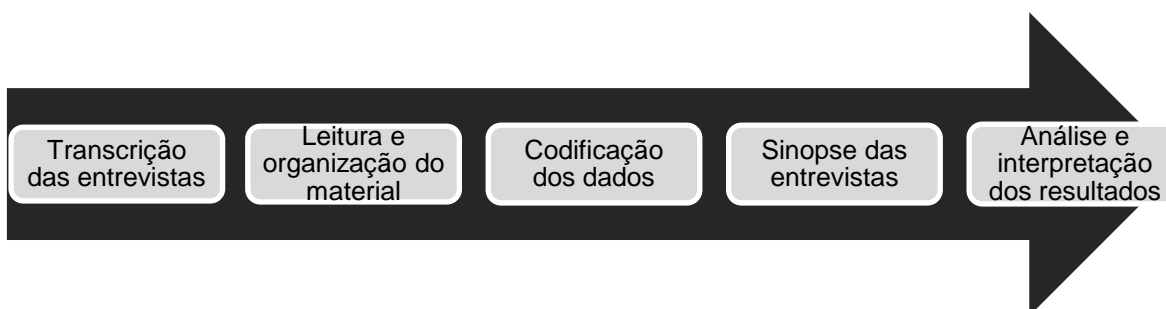 Transcrição
das entrevistas
Leitura e
organização do
material
Codificação
dos dados
Sinopse das
entrevistas
Análise e
interpretação
dos resultados